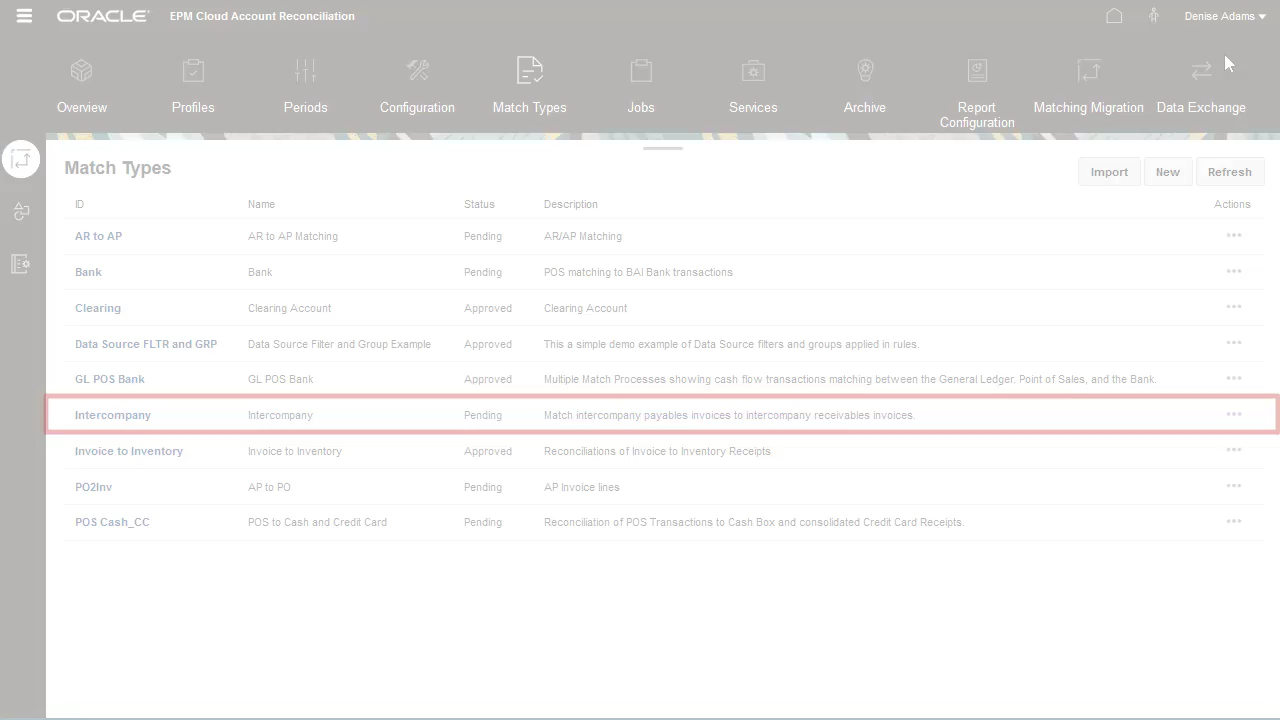 ORACLE® EPM Cloud Account Reconciliation Denise Adams
Overview Profiles Periods Configuration Match Types Jobs Services Archive Report Configuration Matching Migration Data Exchange
Match Types
Import New Refresh
ID Name Status Description Actions
AR to AP AR to AP Matching Pending AR/AP Matching
Bank Bank Pending POS matching to BAi Bank transactions
Clearing Clearing Account Approved Clearing Account
Data Source FLTR and GRP Data Source Filter and Group Example Approved This a simple demo example of Data Source filters and groups applied in rules.
GL POS Bank GL POS Bank Approved Multiple Match Processes showing cash flow transactions matching between the General Ledger, Point of Sales, and the Bank.
Intercompany Intercompany Pending Match intercompany payables invoices to intercompany receivables invoices.
Invoice to Inventory Invoice to Inventory Approved Reconciliations of Invoice to Inventory Receipts
PO2Inv AP to PO Pending AP Invoice lines
POS Cash_CC POS to Cash and Credit Card Pending Reconciliation of POS Transactions to Cash Box and consolidated Credit Card Receipts.